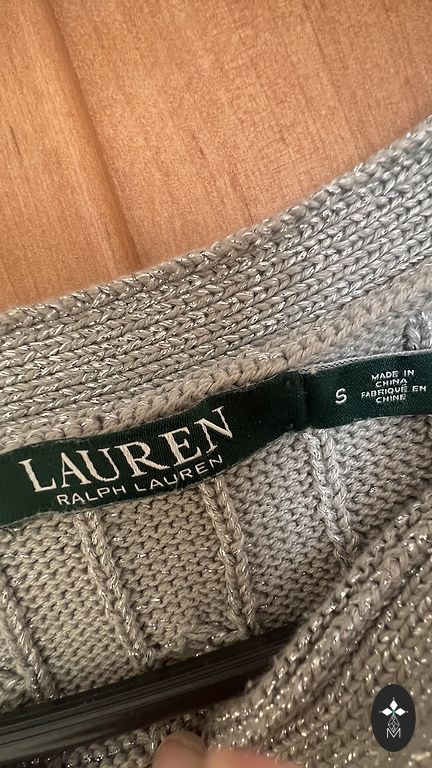 LAUREN
RALPH LAUREN
S
MADE IN
CHINA
FABRIQUÉ EN
CHINE